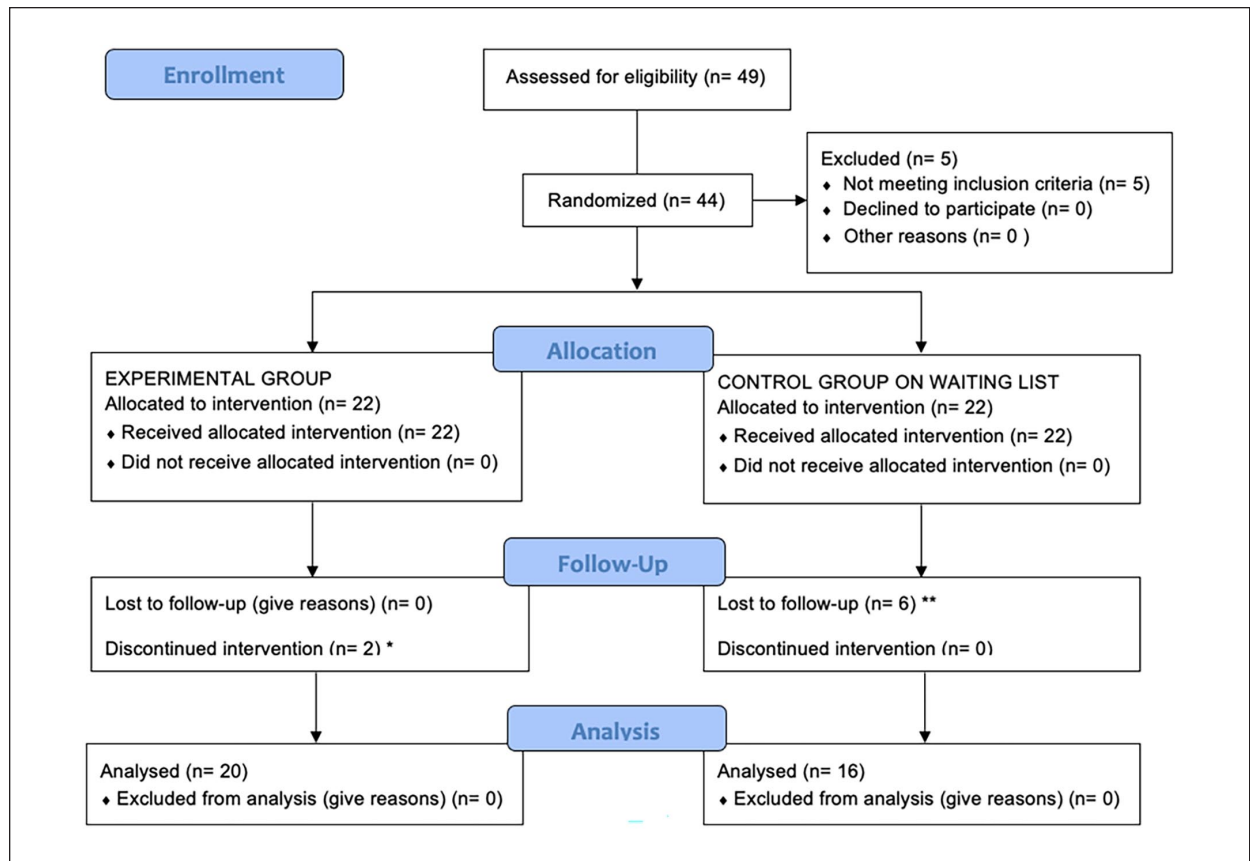 Enrollment
Assessed for eligibility (n= 49)
Excluded (n= 5)
♦ Not meeting inclusion criteria (n= 5)
♦ Declined to participate (n= 0)
♦ Other reasons (n= 0 )
Randomized (n= 44)
Allocation
EXPERIMENTAL GROUP
Allocated to intervention (n= 22)
♦ Received allocated intervention (n= 22)
♦ Did not receive allocated intervention (n= 0)
CONTROL GROUP ON WAITING LIST
Allocated to intervention (n= 22)
♦ Received allocated intervention (n= 22)
♦ Did not receive allocated intervention (n= 0)
Follow-Up
Lost to follow-up (give reasons) (n= 0)
Discontinued intervention (n= 2) *
Lost to follow-up (n= 6) **
Discontinued intervention (n= 0)
Analysis
Analysed (n= 20)
♦ Excluded from analysis (give reasons) (n= 0)
Analysed (n= 16)
♦ Excluded from analysis (give reasons) (n= 0)